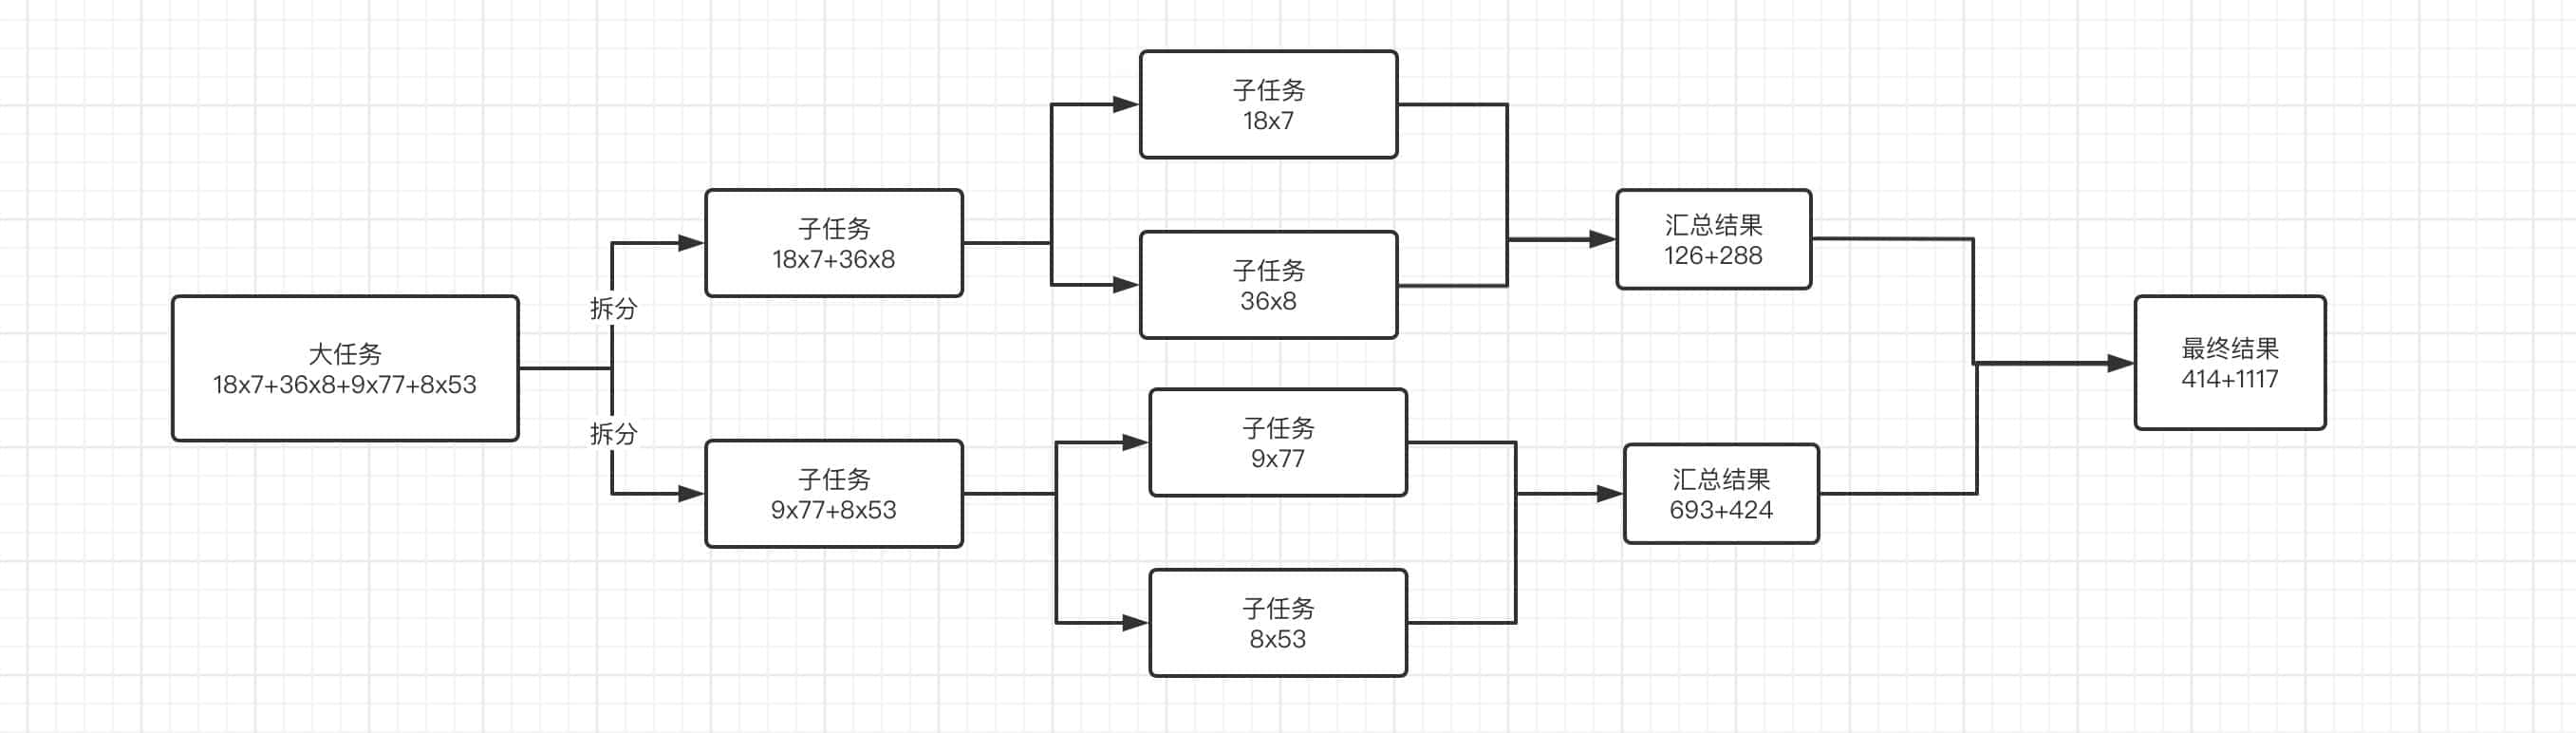 大任务
18x7+36x8+9x77+8x53
拆分
拆分
子任务
18x7+36x8
子任务
9x77+8x53
子任务
18x7
子任务
36x8
子任务
9x77
子任务
8x53
汇总结果
126+288
汇总结果
693+424
最终结果
414+1117